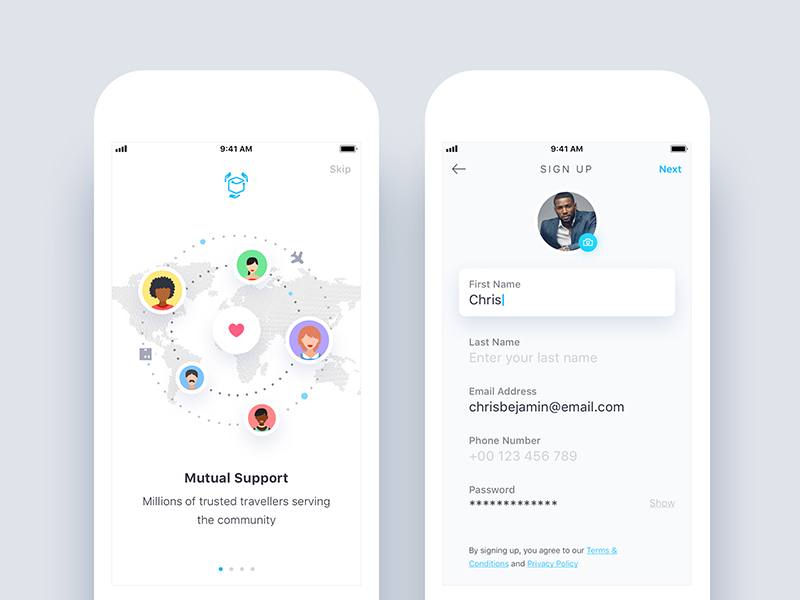 9:41 AM
Skip
Mutual Support
Millions of trusted travellers serving
the community
9:41 AM
SIGN UP
Next
First Name
Chris
Last Name
Enter your last name
Email Address
chrisbejamin@email.com
Phone Number
+00 123 456 789
Password
*************
Show
By signing up, you agree to our Terms &
Conditions and Privacy Policy